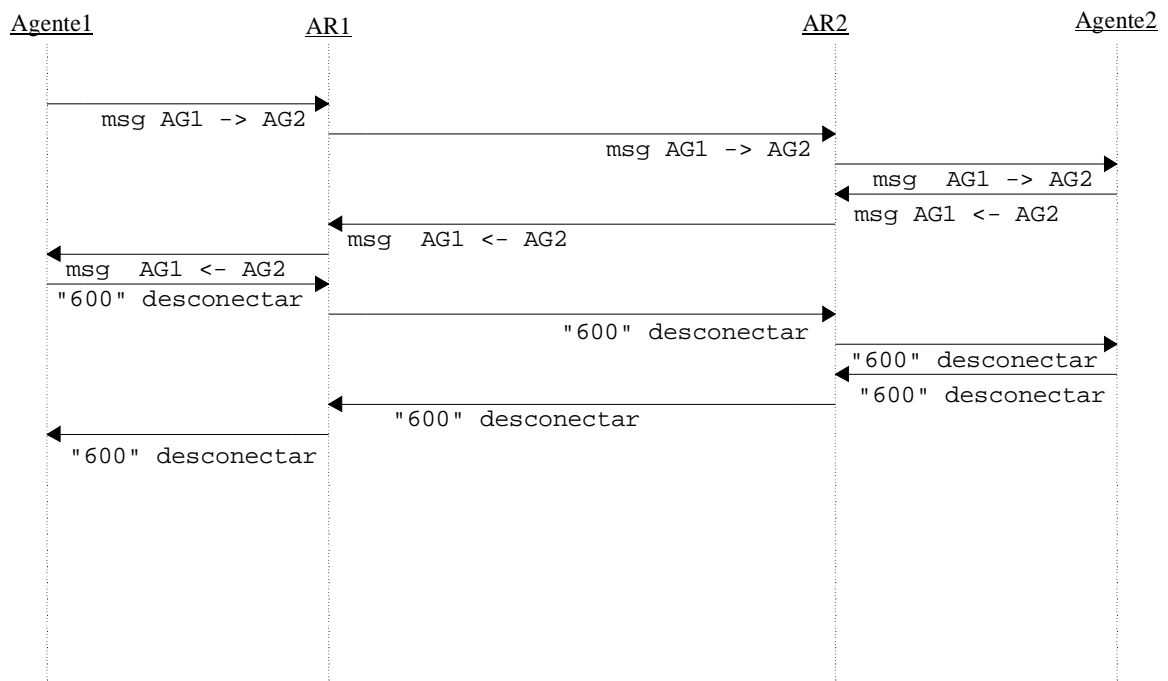 Agente1
AR1
AR2
Agente2
msg AG1 -> AG2
msg AG1 -> AG2
msg AG1 -> AG2
msg AG1 <- AG2
msg AG1 <- AG2
msg AG1 <- AG2
"600" desconectar
"600" desconectar
"600" desconectar
"600" desconectar
"600" desconectar
"600" desconectar